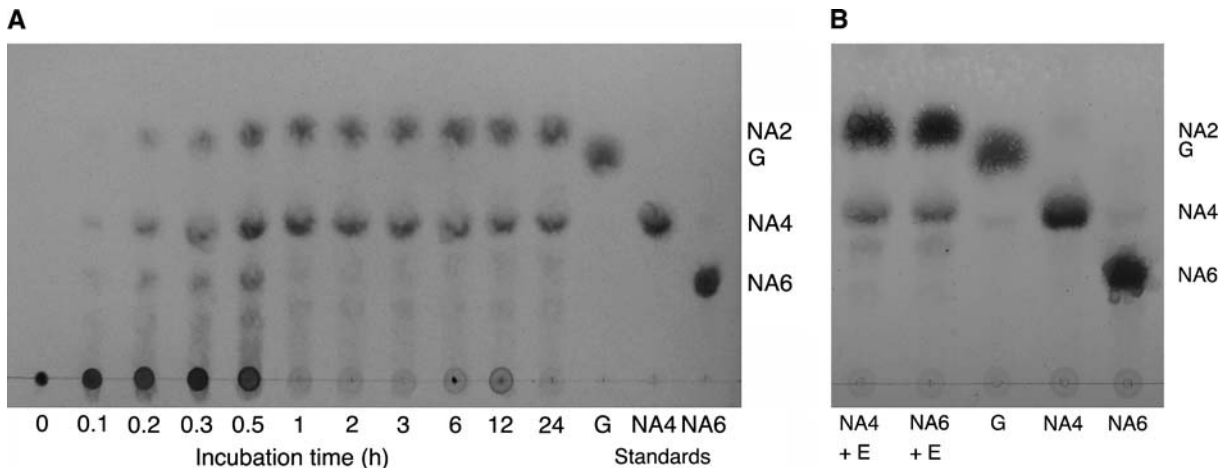 A
B
NA2
G
NA4
NA6
0 0.1 0.2 0.3 0.5 1 2 3 6 12 24 G NA4 NA6
Incubation time (h) Standards
NA2
G
NA4
NA6
NA4 NA6 G NA4 NA6
+ E + E